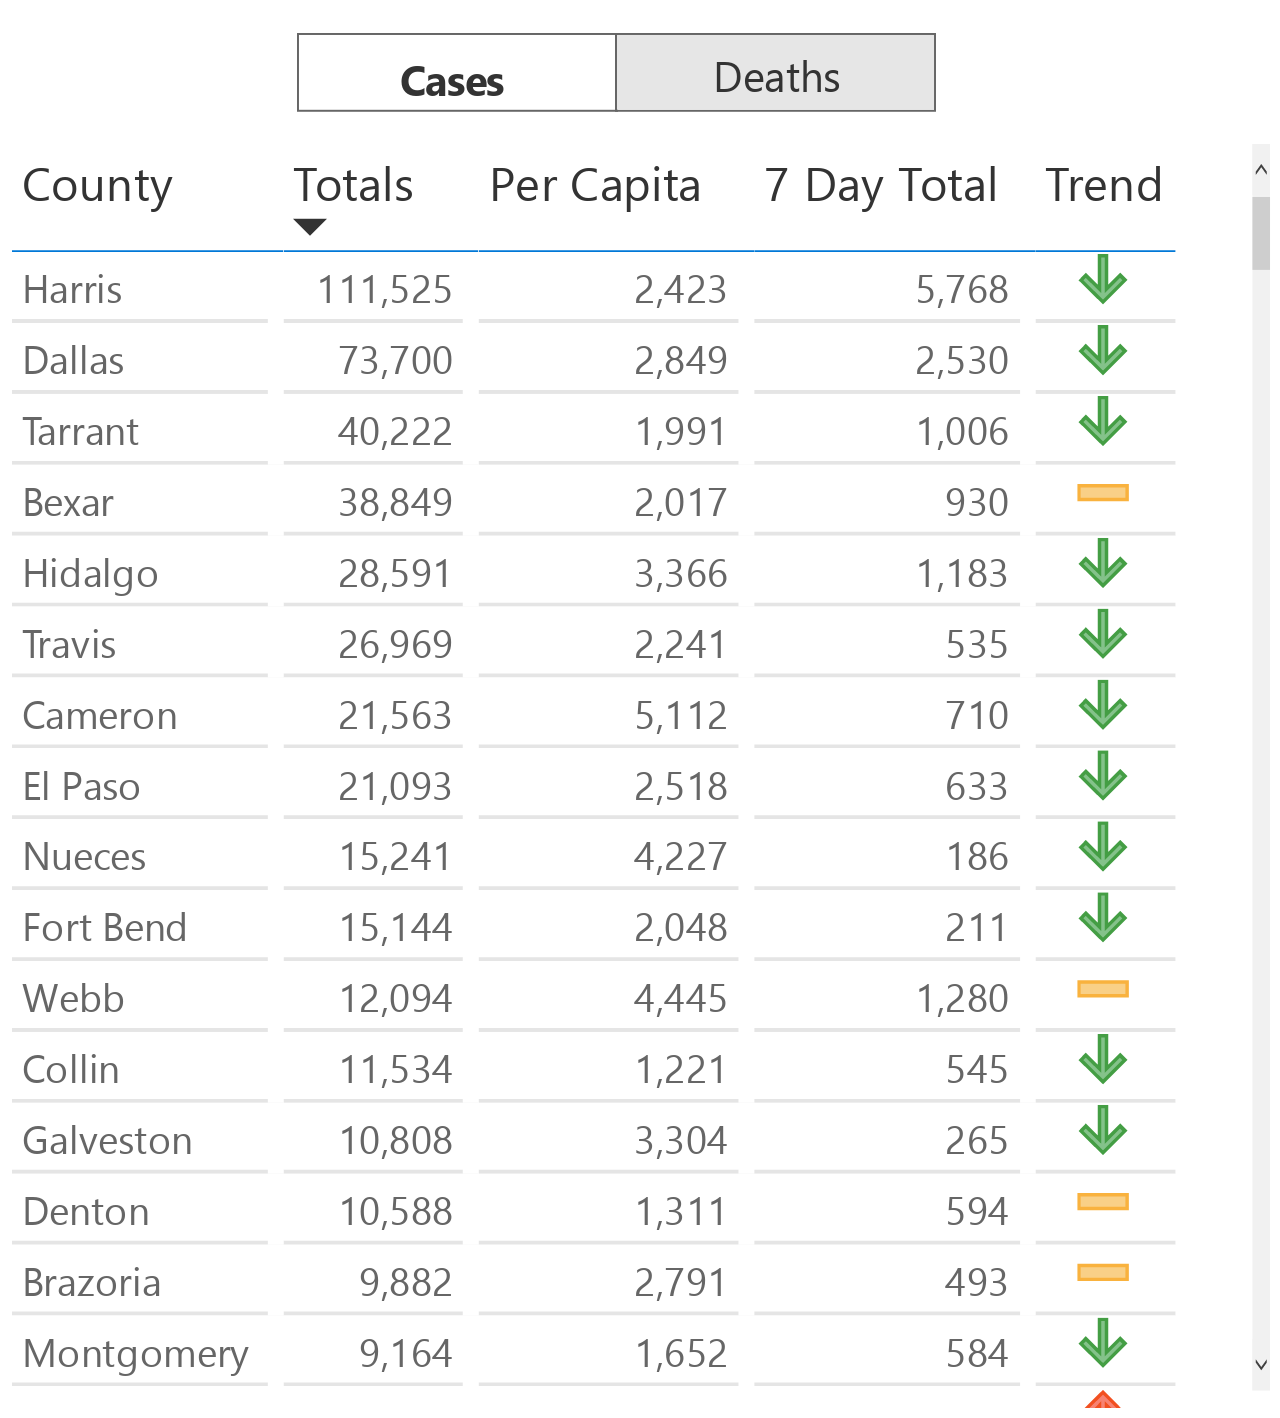 Cases Deaths
County Totals Per Capita 7 Day Total Trend
Harris 111,525 2,423 5,768
Dallas 73,700 2,849 2,530
Tarrant 40,222 1,991 1,006
Bexar 38,849 2,017 930
Hidalgo 28,591 3,366 1,183
Travis 26,969 2,241 535
Cameron 21,563 5,112 710
El Paso 21,093 2,518 633
Nueces 15,241 4,227 186
Fort Bend 15,144 2,048 211
Webb 12,094 4,445 1,280
Collin 11,534 1,221 545
Galveston 10,808 3,304 265
Denton 10,588 1,311 594
Brazoria 9,882 2,791 493
Montgomery 9,164 1,652 584